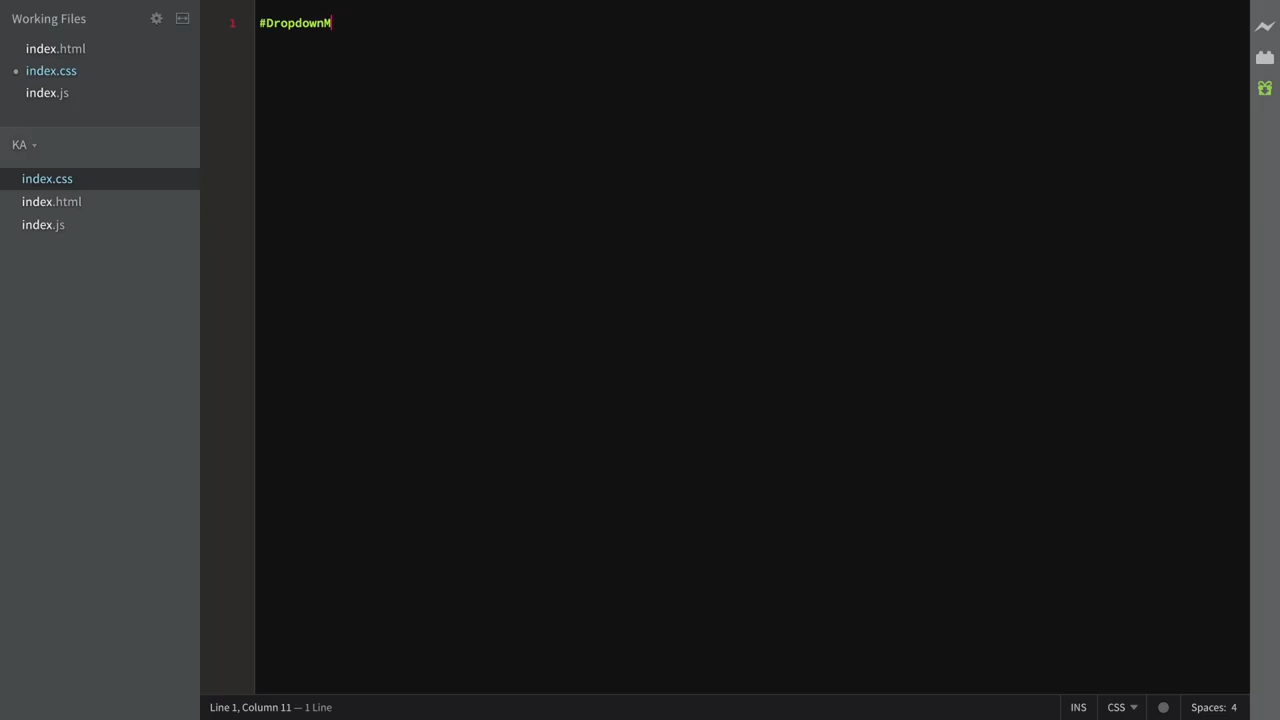 Working Files
index.html
index.css
index.js
KA
index.css
index.html
index.js
1 #DropdownM
Line 1, Column 11 — 1 Line
INS
CSS
Spaces: 4